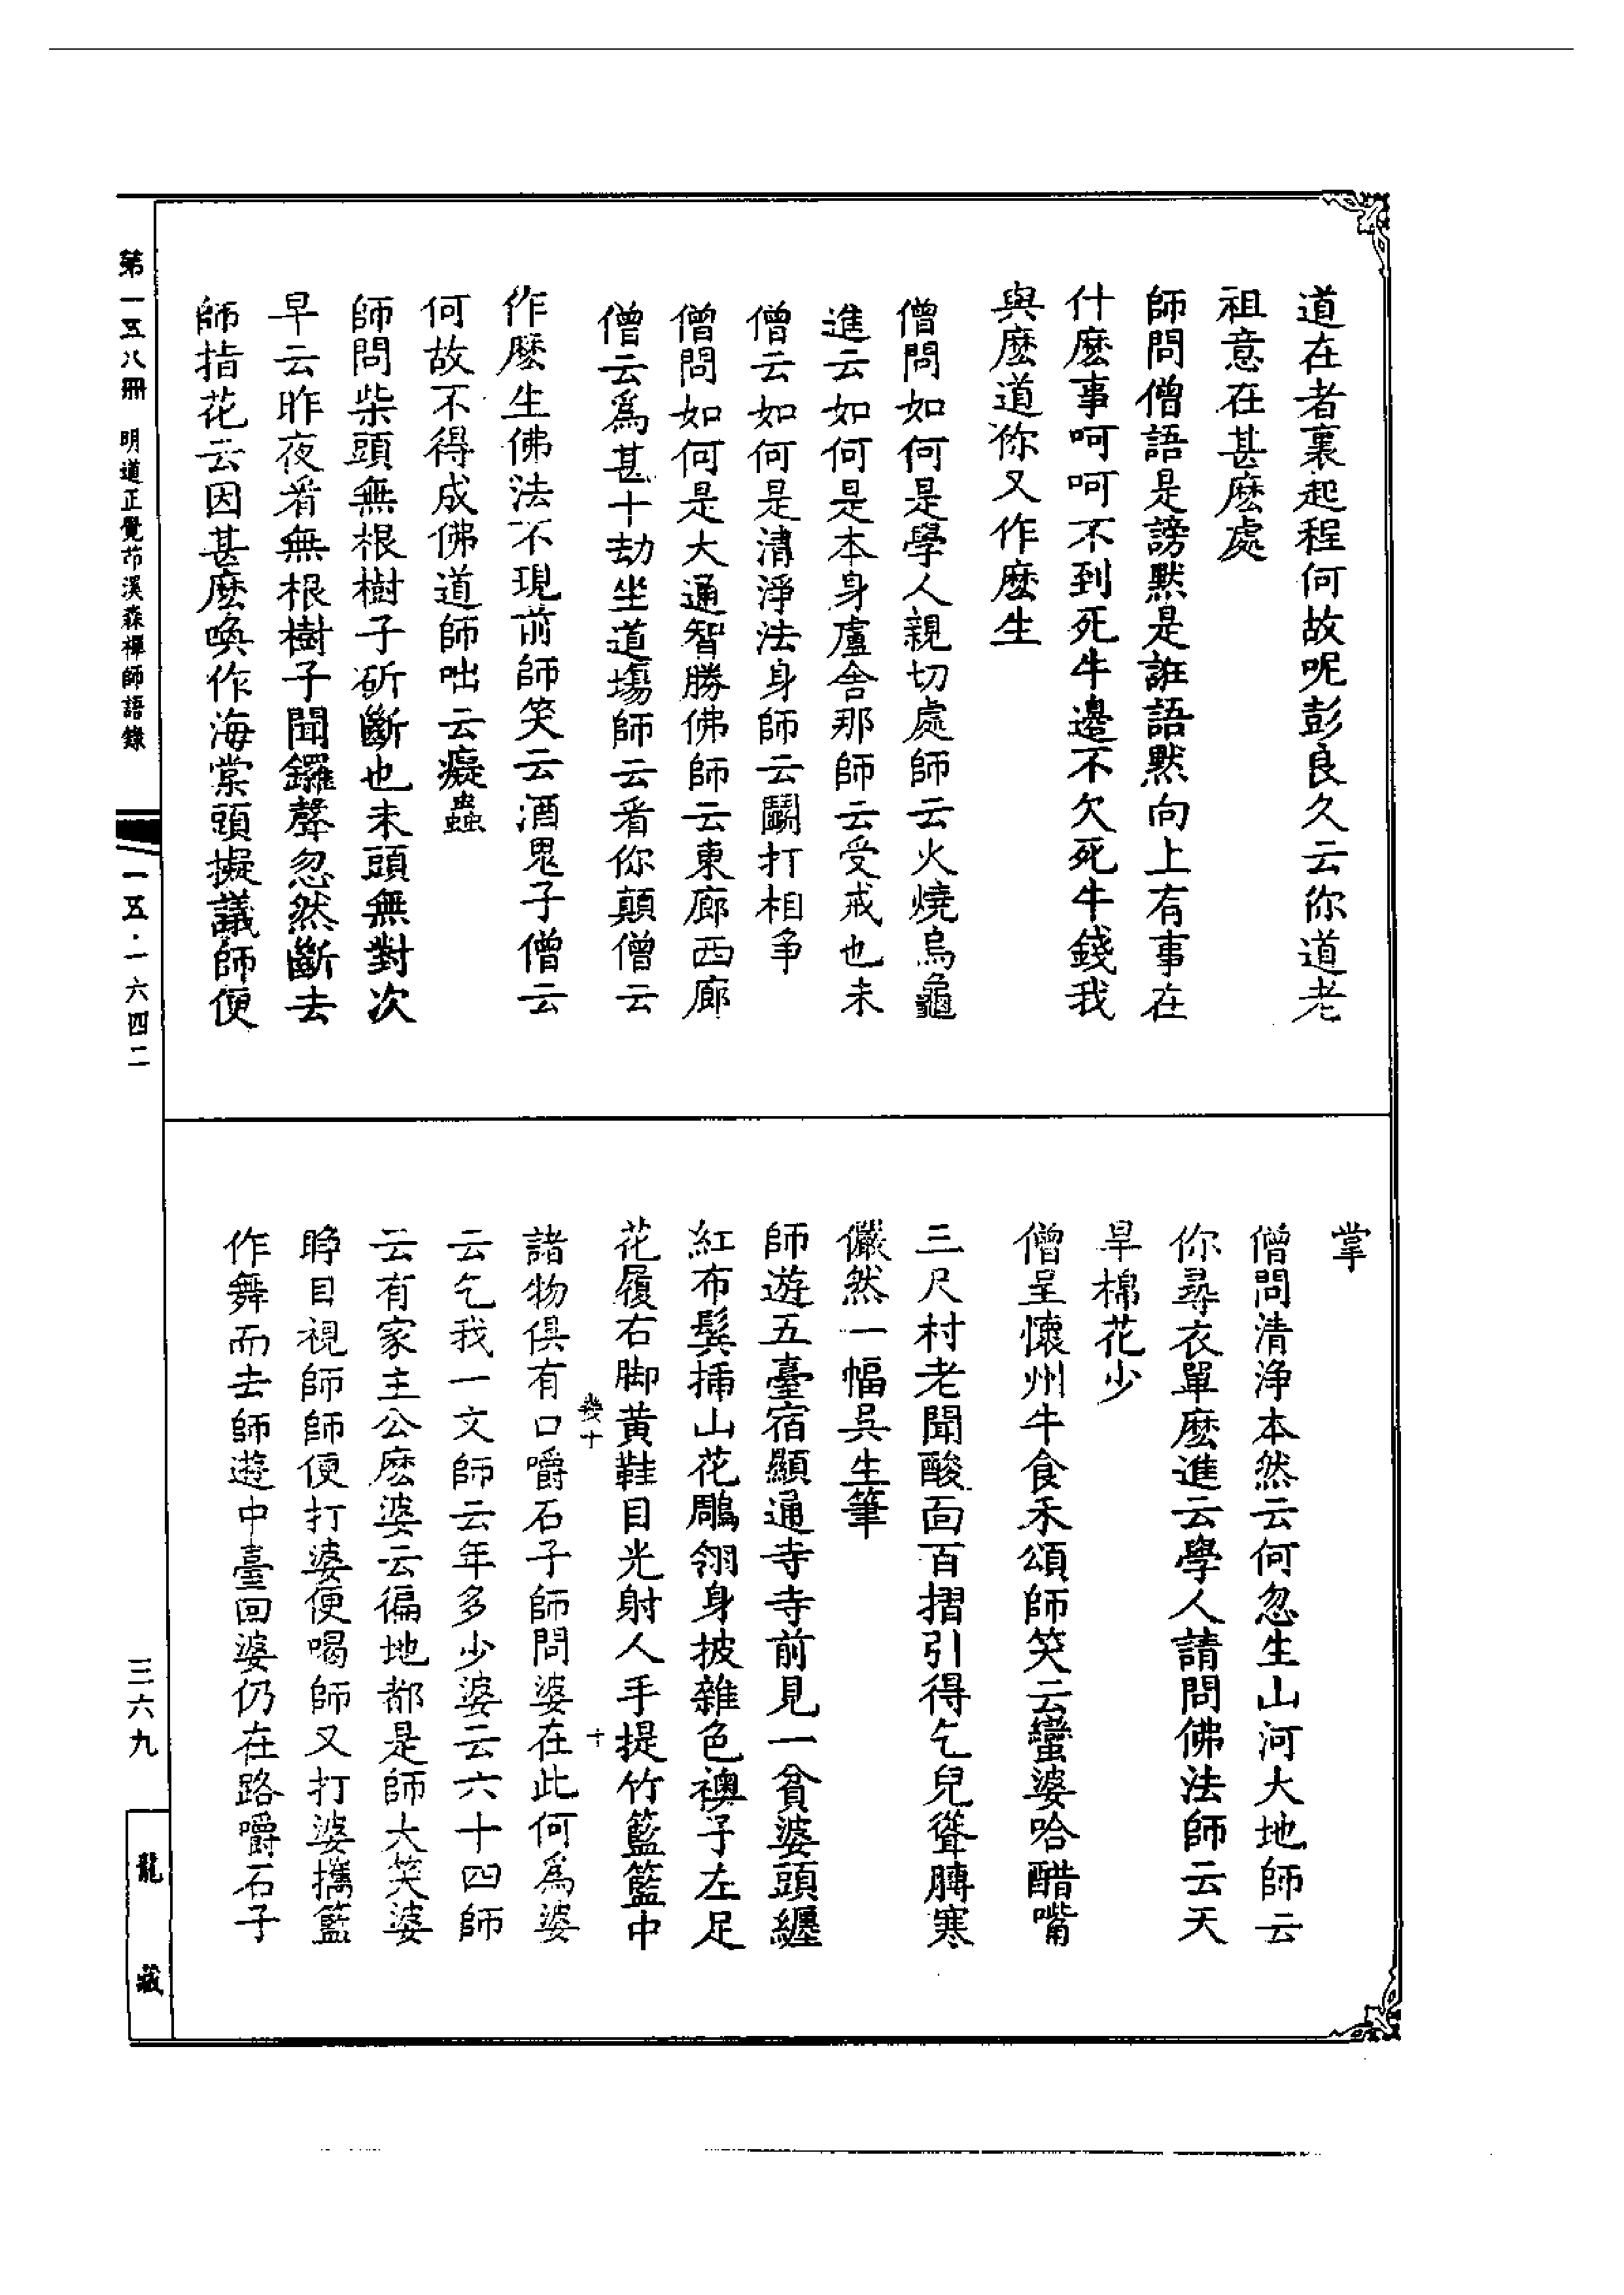 道在者裏起程何故呢彭良久云你道老
祖意在甚麽處
師問僧語是謗默是誑語默向上有事在
什麽事呵呵不到死牛邊不欠死牛錢我
與麽道你又作麽生
僧問如何是學人親切處師云火燒烏龜
進云如何是本身盧舍那師云受戒也未
僧云如何是清淨法身師云鬭打相争
僧問如何是大通智勝佛師云東廊西廊
僧云爲甚十劫坐道塲師云看你顛僧云
作麽生佛法不現前師笑云酒鬼子僧云
何故不得成佛道師咄云癡蟲
師問柴頭無根樹子斫斷也未頭無對次
早云昨夜看無根樹子聞鑼聲忽然斷去
師指花云因甚麽喚作海棠頭擬議師便
掌
僧問清淨本然云何忽生山河大地師云
你尋衣單麽進云學人請問佛法師云天
旱棉花少
僧呈懷州牛食禾頌師笑云蠻婆哈醋嘴
三尺村老聞酸面百摺引得乞兒聳膊寒
儼然一幅吳生筆
師遊五臺宿顯通寺寺前見一貧婆頭纏
紅布鬂插山花鵰翎身披雜色襖子左足
花履右脚黄鞋目光射人手提竹籃籃中
十
諸物俱有口嚼石子師問婆在此何爲婆
云乞我一文師云年多少婆云六十四師
云有家主公麽婆云徧地都是師大笑婆
睁目視師師便打婆便喝師又打婆攜籃
作舞而去師遊中臺回婆仍在路嚼石子
第一五八冊 明道正覺茆溪森禪師語錄
一五·一六四二
三六九
龍藏